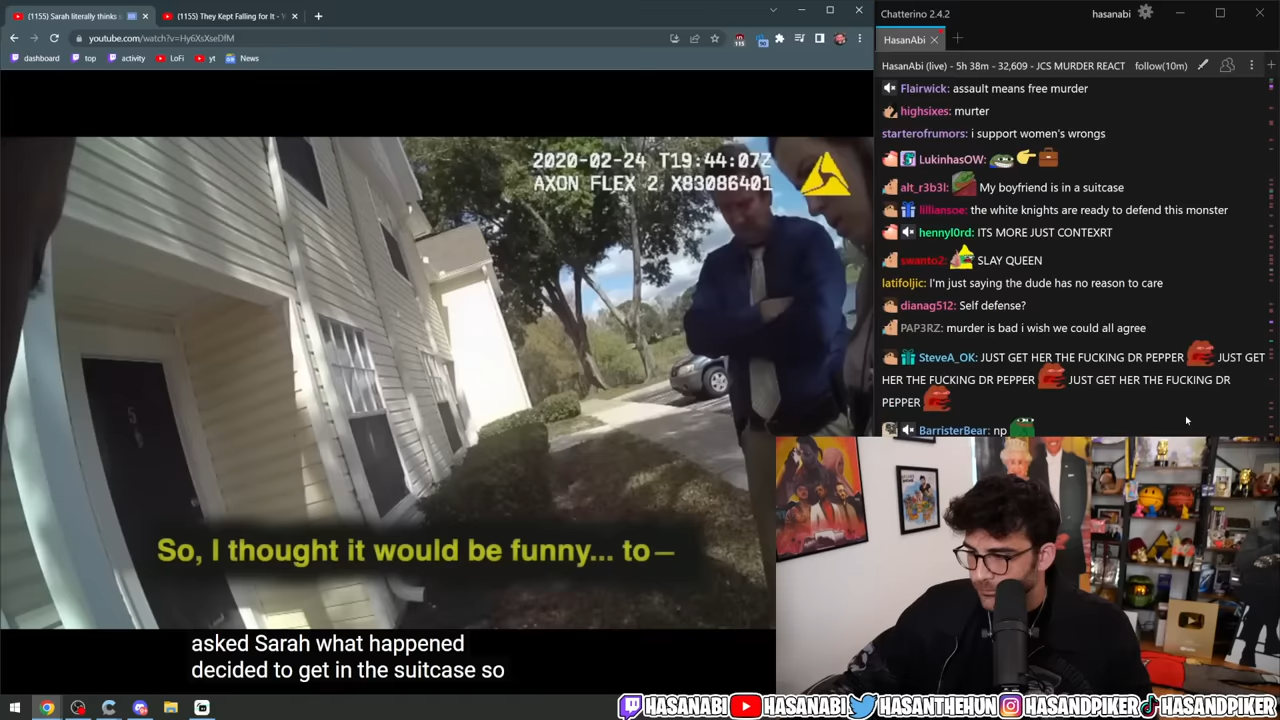 (1155) Sarah literally thinks
(1155) They Kept Falling for It - Y
youtube.com/watch?v=Hy6XsXseDfM
115
90
dashboard
top
activity
LoFi
yt
News
2020-02-24 T19:44:07Z
AXON FLEX 2 X83086401
So, I thought it would be funny... to—
asked Sarah what happened
decided to get in the suitcase so
Chatterino 2.4.2
hasanabi
HasanAbi
HasanAbi (live) - 5h 38m - 32,609 - JCS MURDER REACT
follow(10m)
Flairwick: assault means free murder
highsixes: murter
starterofrumors: i support women's wrongs
LukinhasOW:
alt_r3b3l: My boyfriend is in a suitcase
lilliansoe: the white knights are ready to defend this monster
hennyl0rd: ITS MORE JUST CONTEXRT
swanto2: SLAY QUEEN
latifoljic: I'm just saying the dude has no reason to care
dianag512: Self defense?
PAP3RZ: murder is bad i wish we could all agree
SteveA_OK: JUST GET HER THE FUCKING DR PEPPER JUST GET
HER THE FUCKING DR PEPPER JUST GET HER THE FUCKING DR
PEPPER
BarristerBear: np
HASANABI HASANABI HASANTHEHUN HASANDPIKER HASANDPIKER